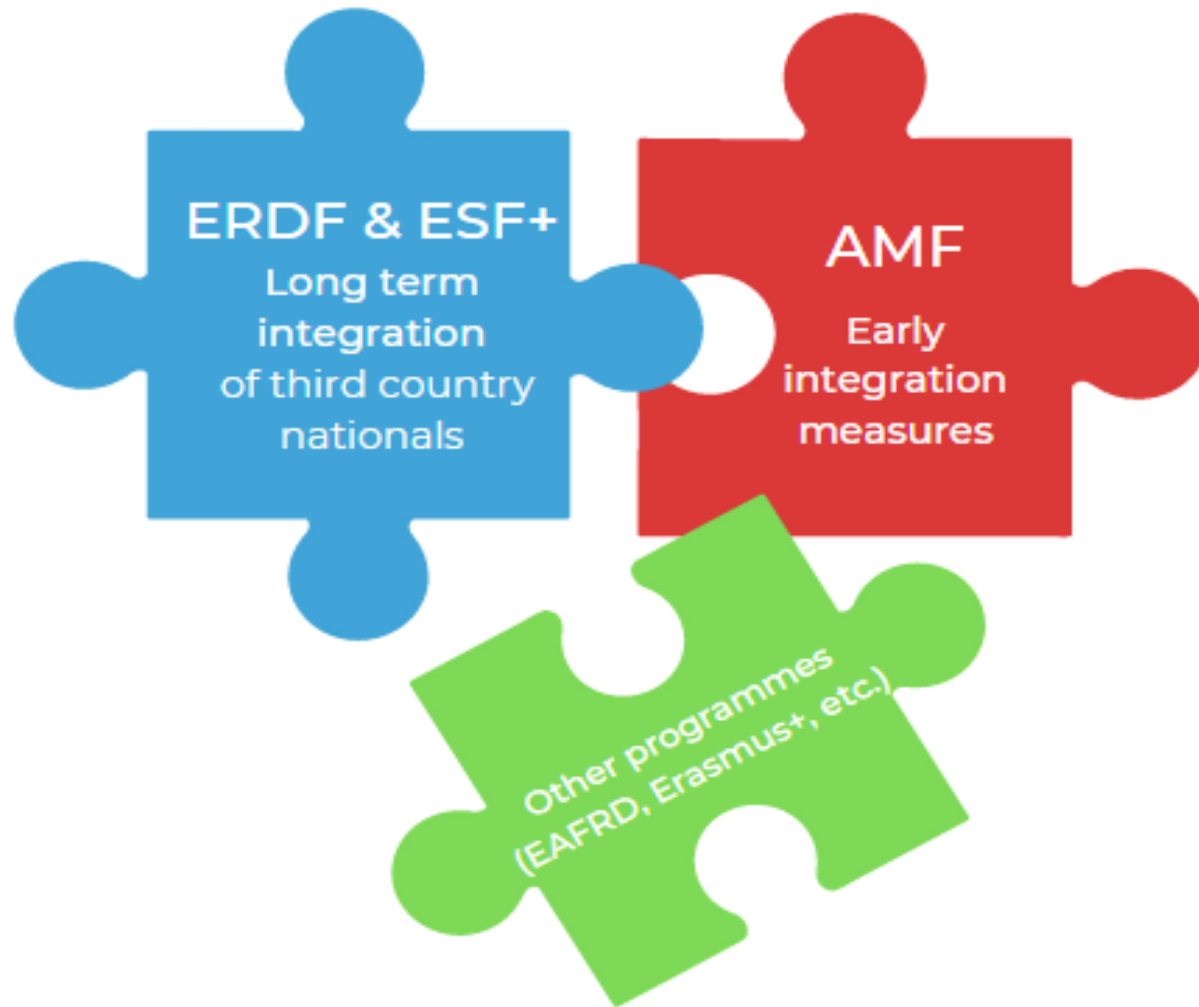 ERDF & ESF+
Long term
integration
of third country
nationals
AMF
Early
integration
measures
Other programmes
(EAFRD, Erasmus+, etc.)